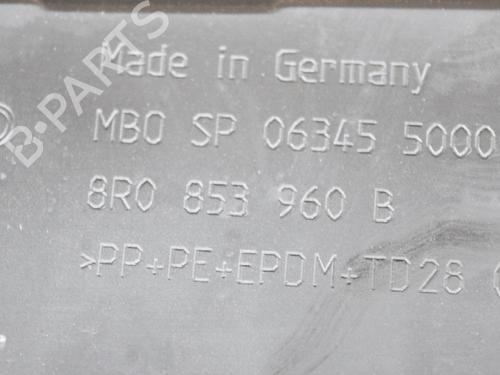 Made in Germany
MBO SP 06345 5000
8R0 853 960 B
>PP+PE+EPDM+TD28 (
B-PARTS